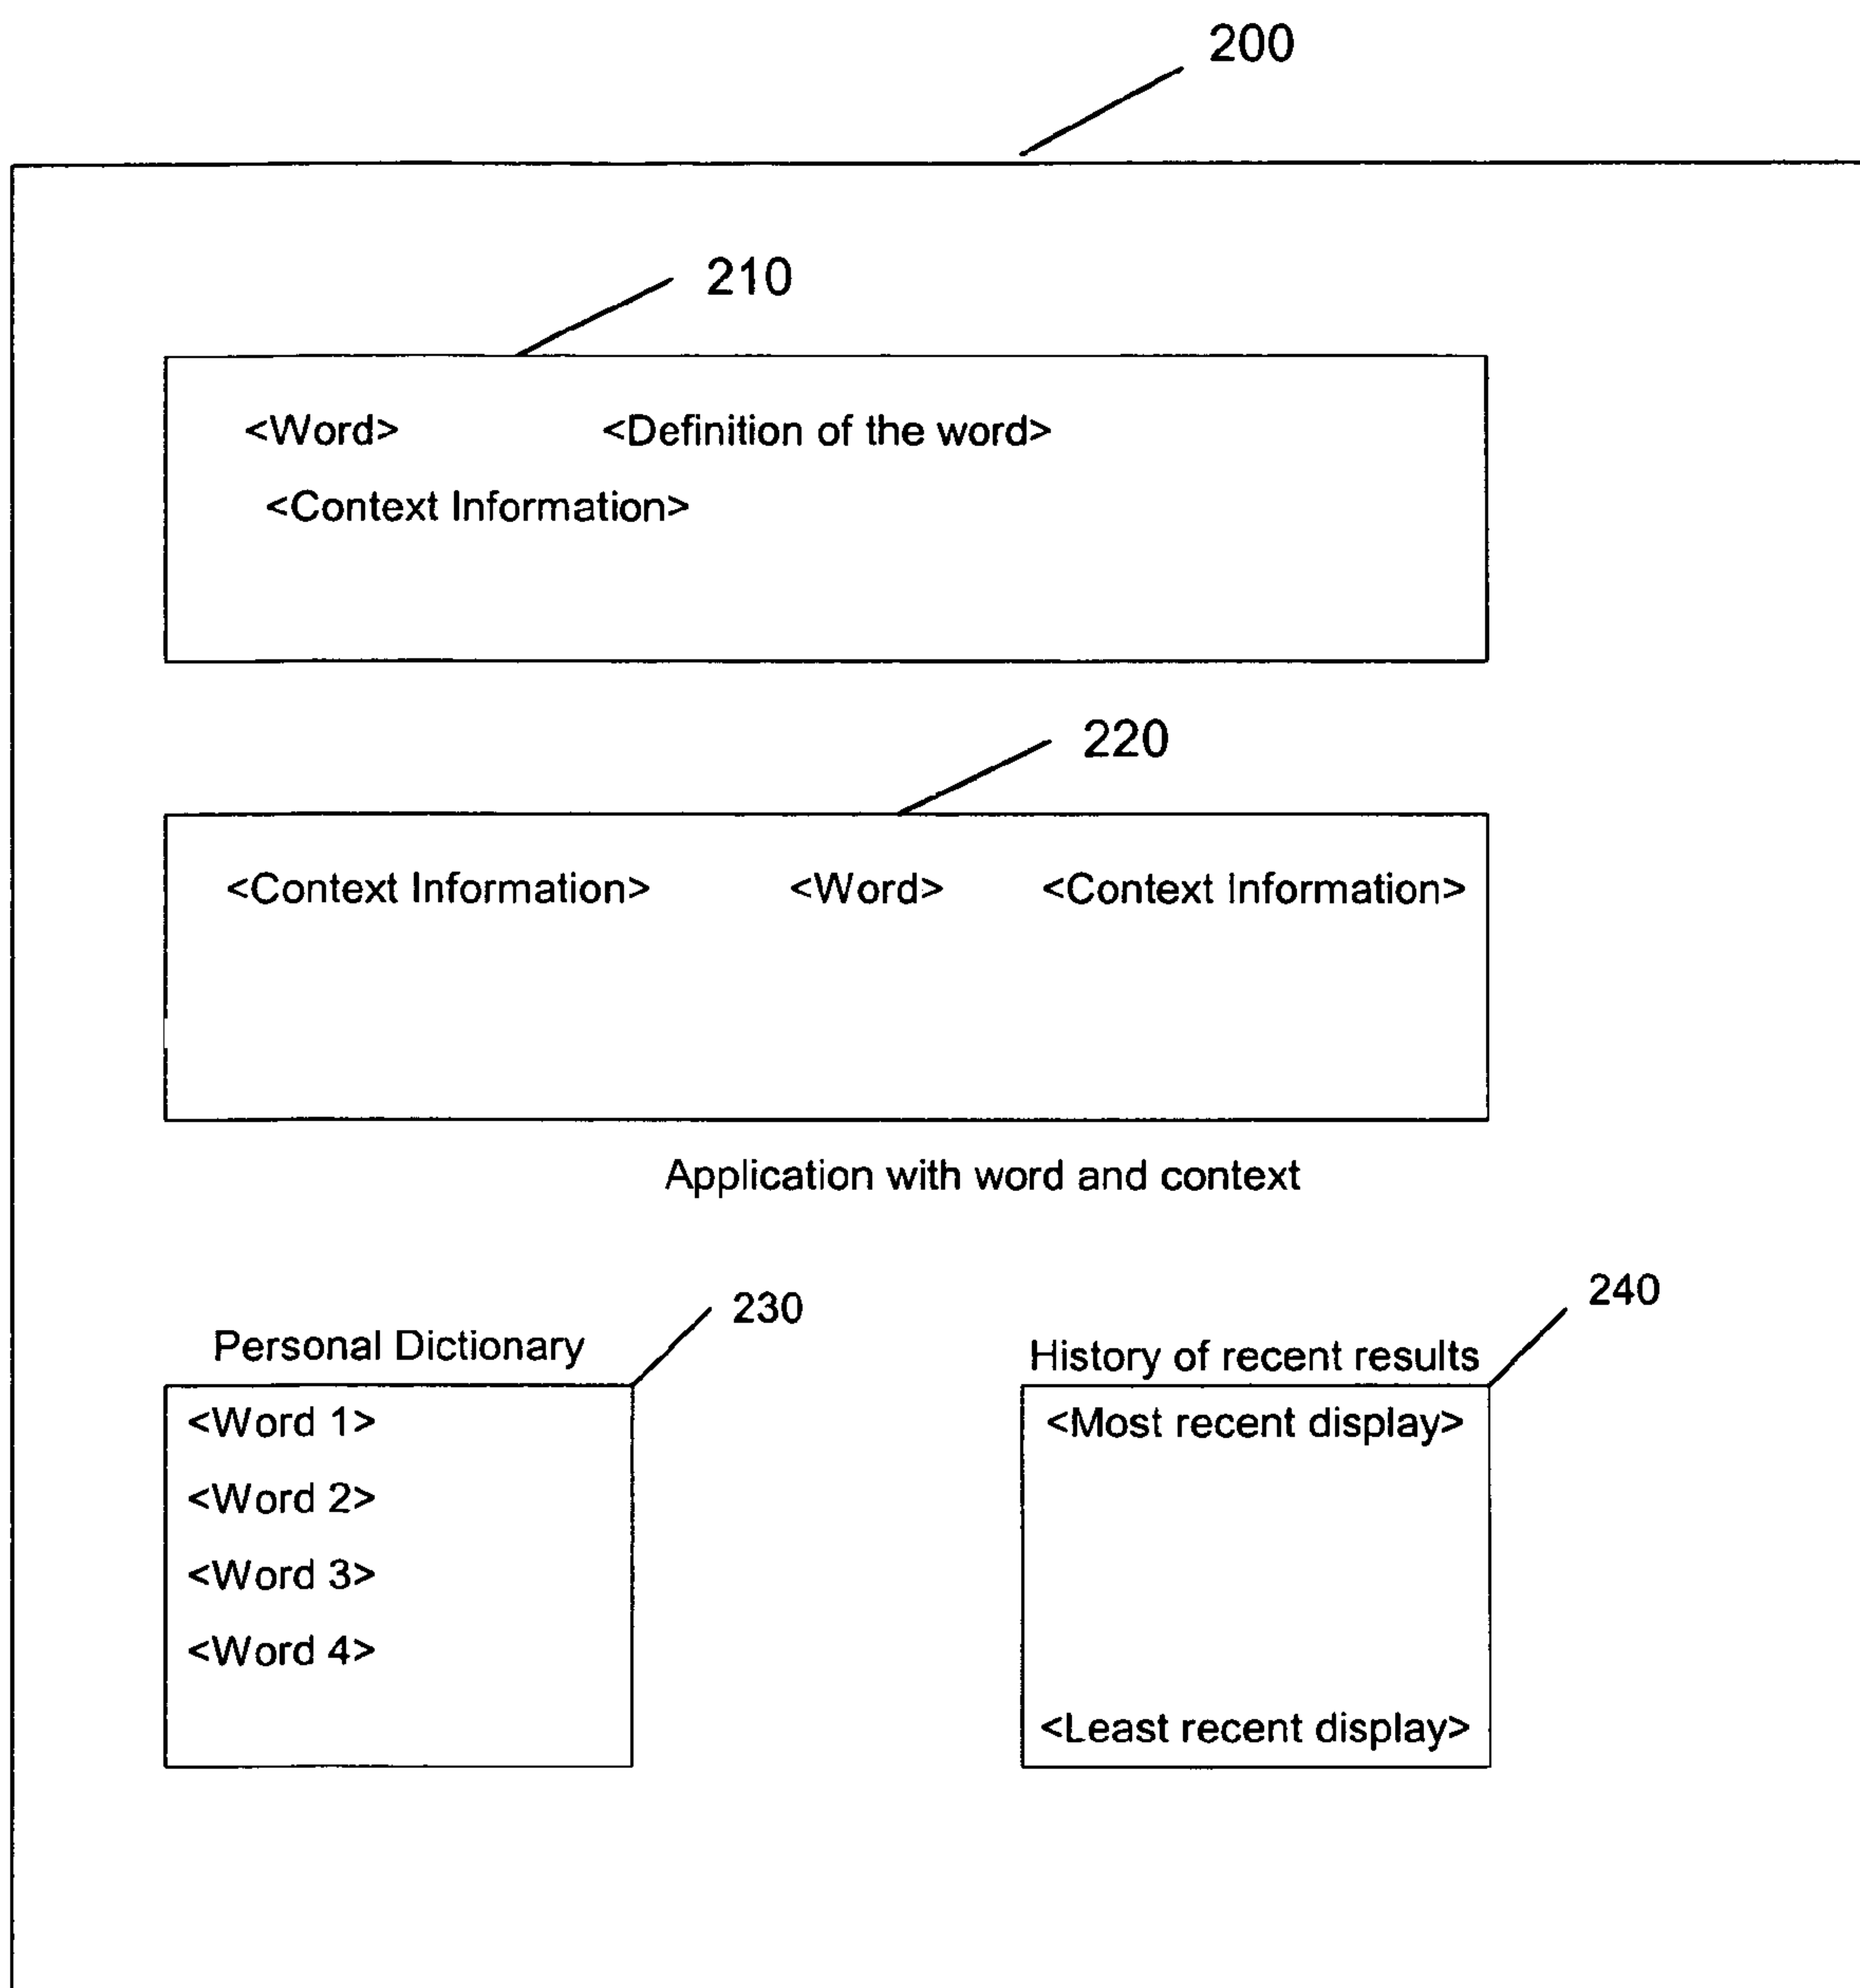 200
210
<Word> <Definition of the word>
<Context Information>
220
<Context Information> <Word> <Context Information>
Application with word and context
230
Personal Dictionary
<Word 1>
<Word 2>
<Word 3>
<Word 4>
240
History of recent results
<Most recent display>
<Least recent display>